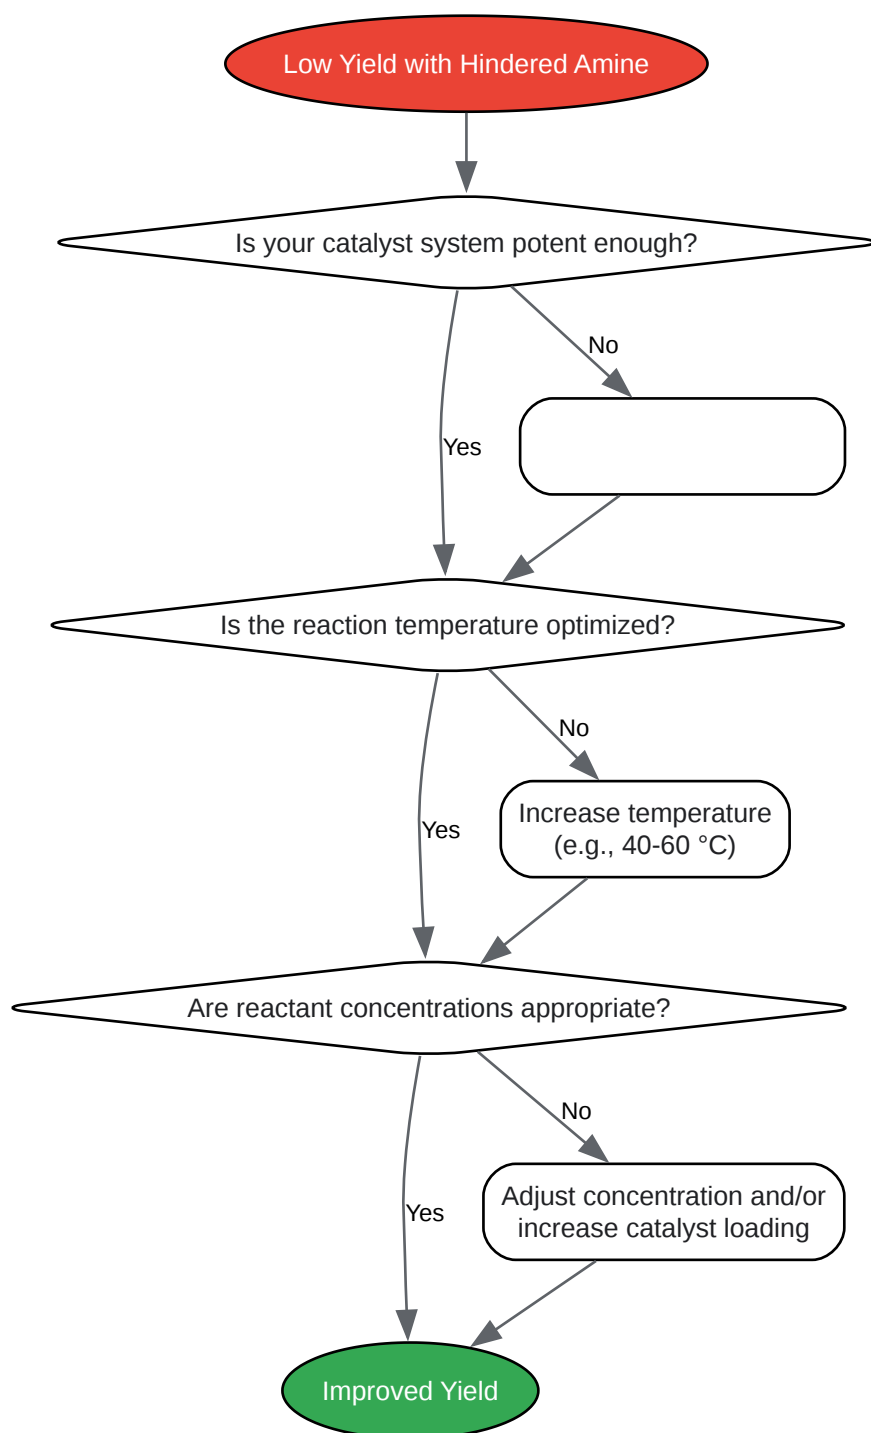 Low Yield with Hindered Amine
Is your catalyst system potent enough?
No
Yes
Is the reaction temperature optimized?
No
Increase temperature
(e.g., 40-60 °C)
Yes
Are reactant concentrations appropriate?
No
Adjust concentration and/or
increase catalyst loading
Yes
Improved Yield